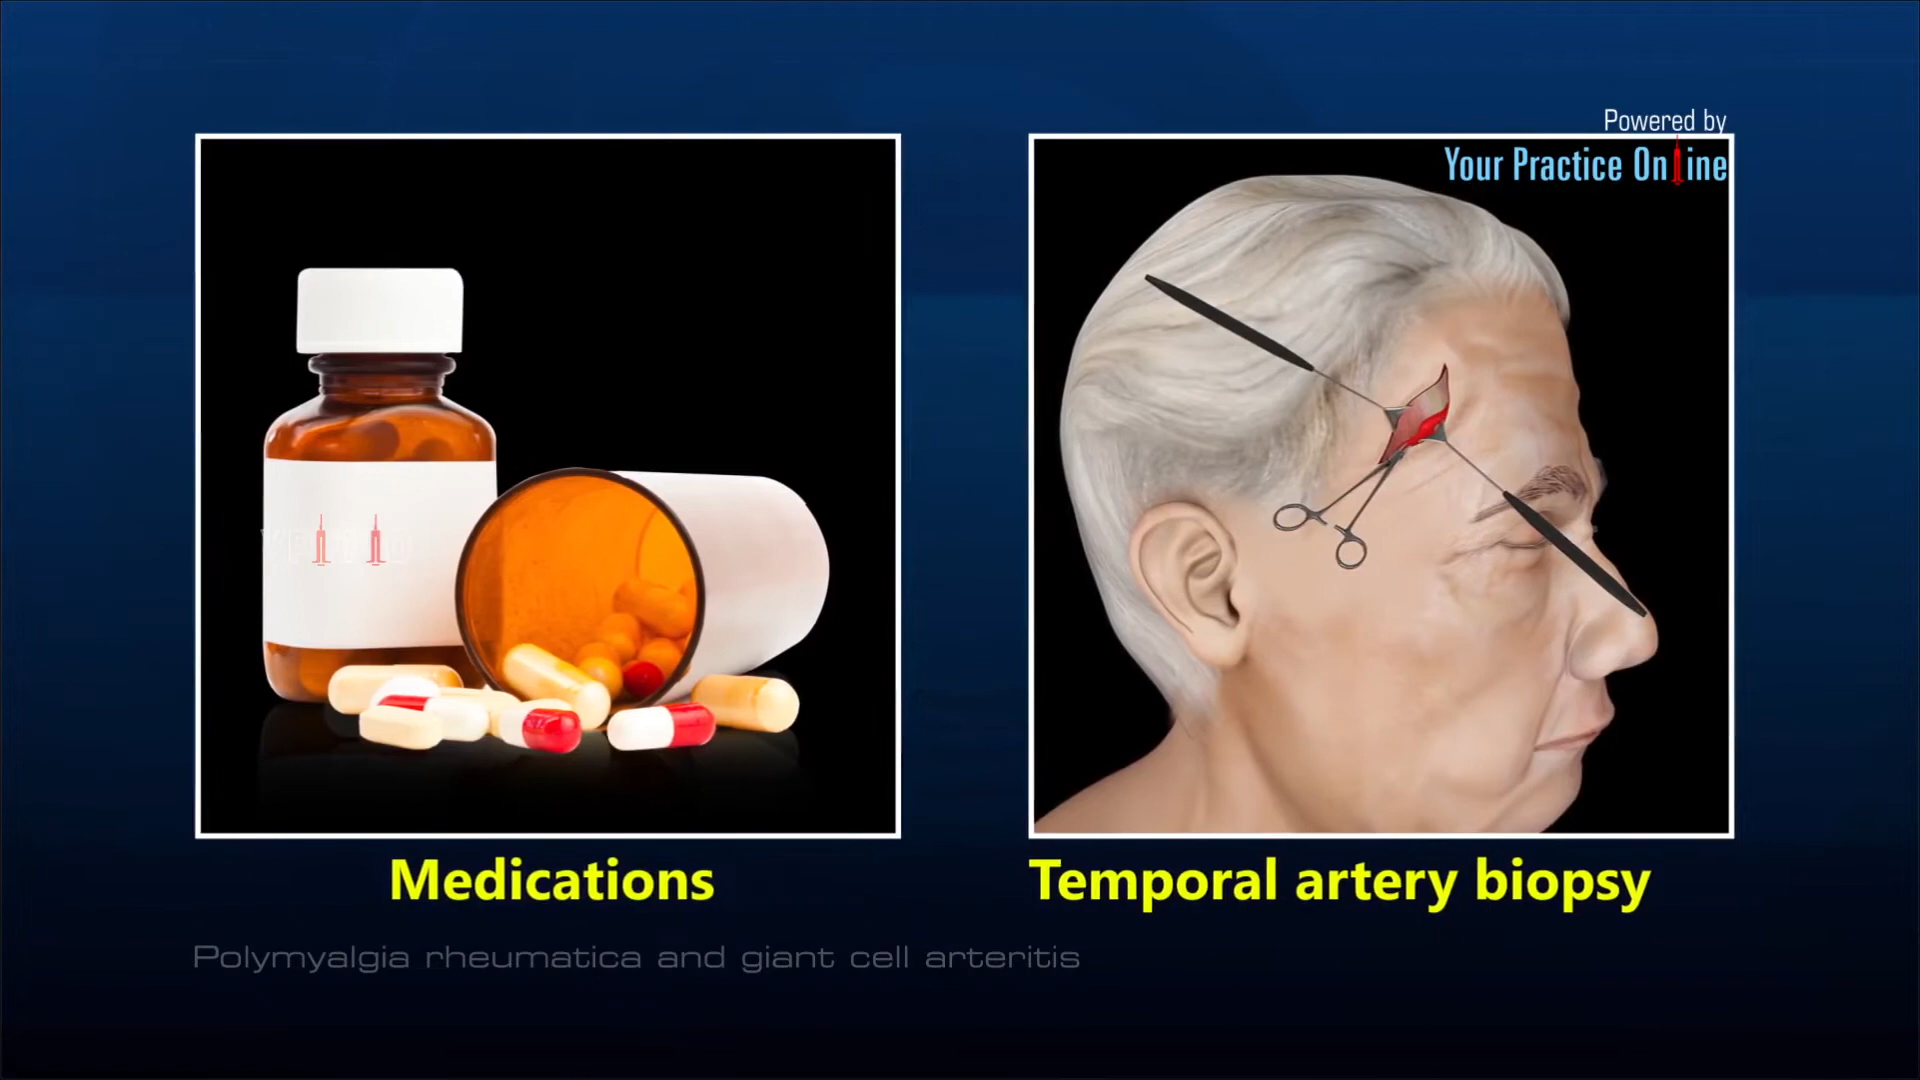 Powered by
Your Practice Online
Medications
Temporal artery biopsy
Polymyalgia rheumatica and giant cell arteritis